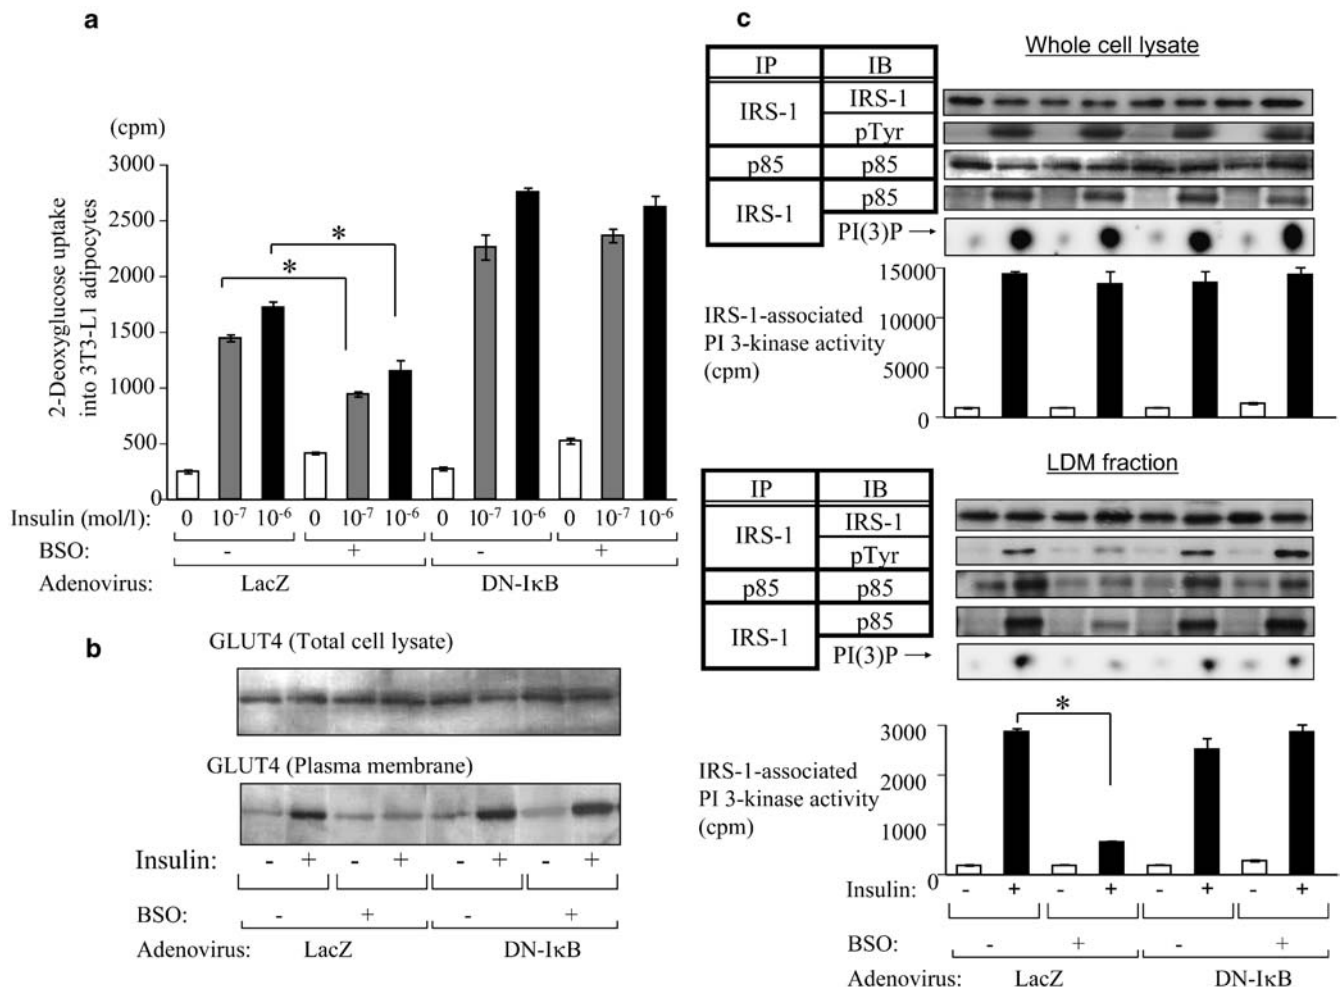 a
(cpm)
2-Deoxyglucose uptake
into 3T3-L1 adipocytes
3000
2500
2000
1500
1000
500
0
*
*
Insulin (mol/l): 0 10-7 10-6 0 10-7 10-6 0 10-7 10-6 0 10-7 10-6
BSO: - + - +
Adenovirus: LacZ DN-IκB
b
GLUT4 (Total cell lysate)
GLUT4 (Plasma membrane)
Insulin: - + - + - + - +
BSO: - + - +
Adenovirus: LacZ DN-IκB
c
Whole cell lysate
IP IB
IRS-1 IRS-1
pTyr
p85 p85
IRS-1 p85
PI(3)P →
IRS-1-associated
PI 3-kinase activity
(cpm)
15000
10000
5000
0
LDM fraction
IP IB
IRS-1 IRS-1
pTyr
p85 p85
IRS-1 p85
PI(3)P →
*
IRS-1-associated
PI 3-kinase activity
(cpm)
3000
2000
1000
0
Insulin: - + - + - + - +
BSO: - + - +
Adenovirus: LacZ DN-IκB